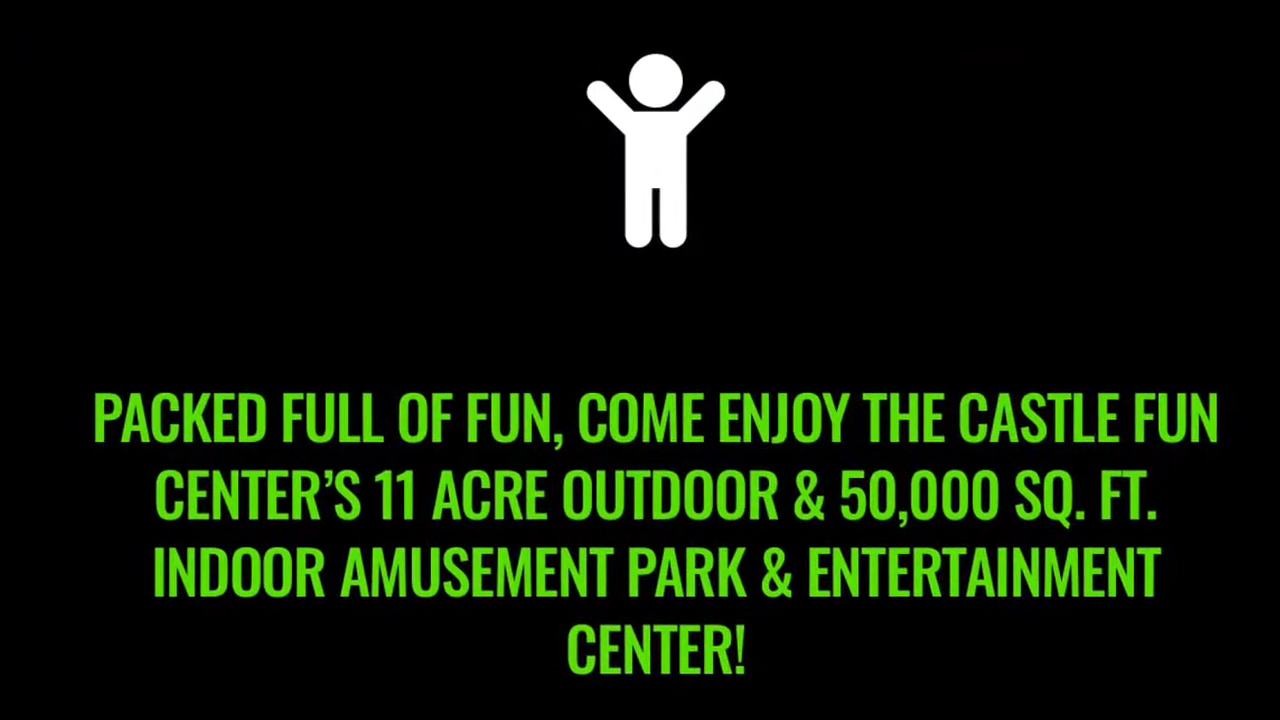 PACKED FULL OF FUN, COME ENJOY THE CASTLE FUN
CENTER’S 11 ACRE OUTDOOR & 50,000 SQ. FT.
INDOOR AMUSEMENT PARK & ENTERTAINMENT
CENTER!